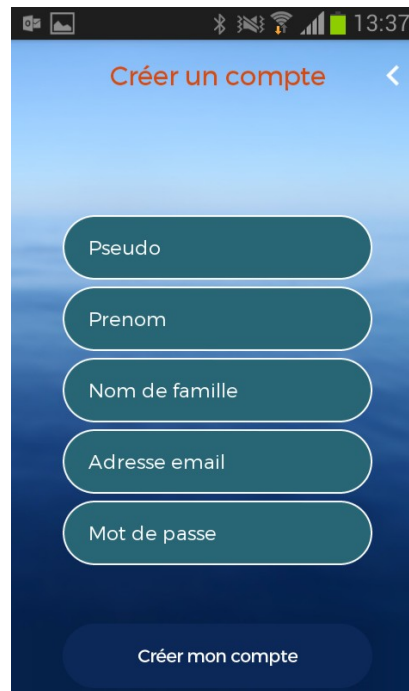 13:37
Créer un compte
Pseudo
Prenom
Nom de famille
Adresse email
Mot de passe
Créer mon compte